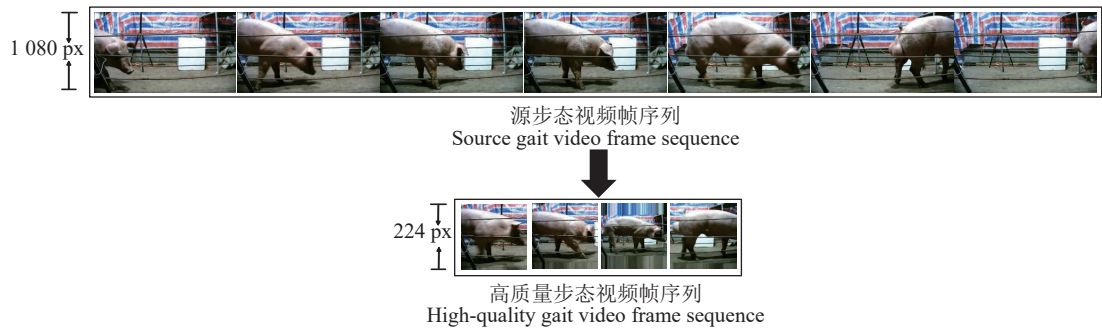 1 080 px
源步态视频帧序列
Source gait video frame sequence
224 px
高质量步态视频帧序列
High-quality gait video frame sequence